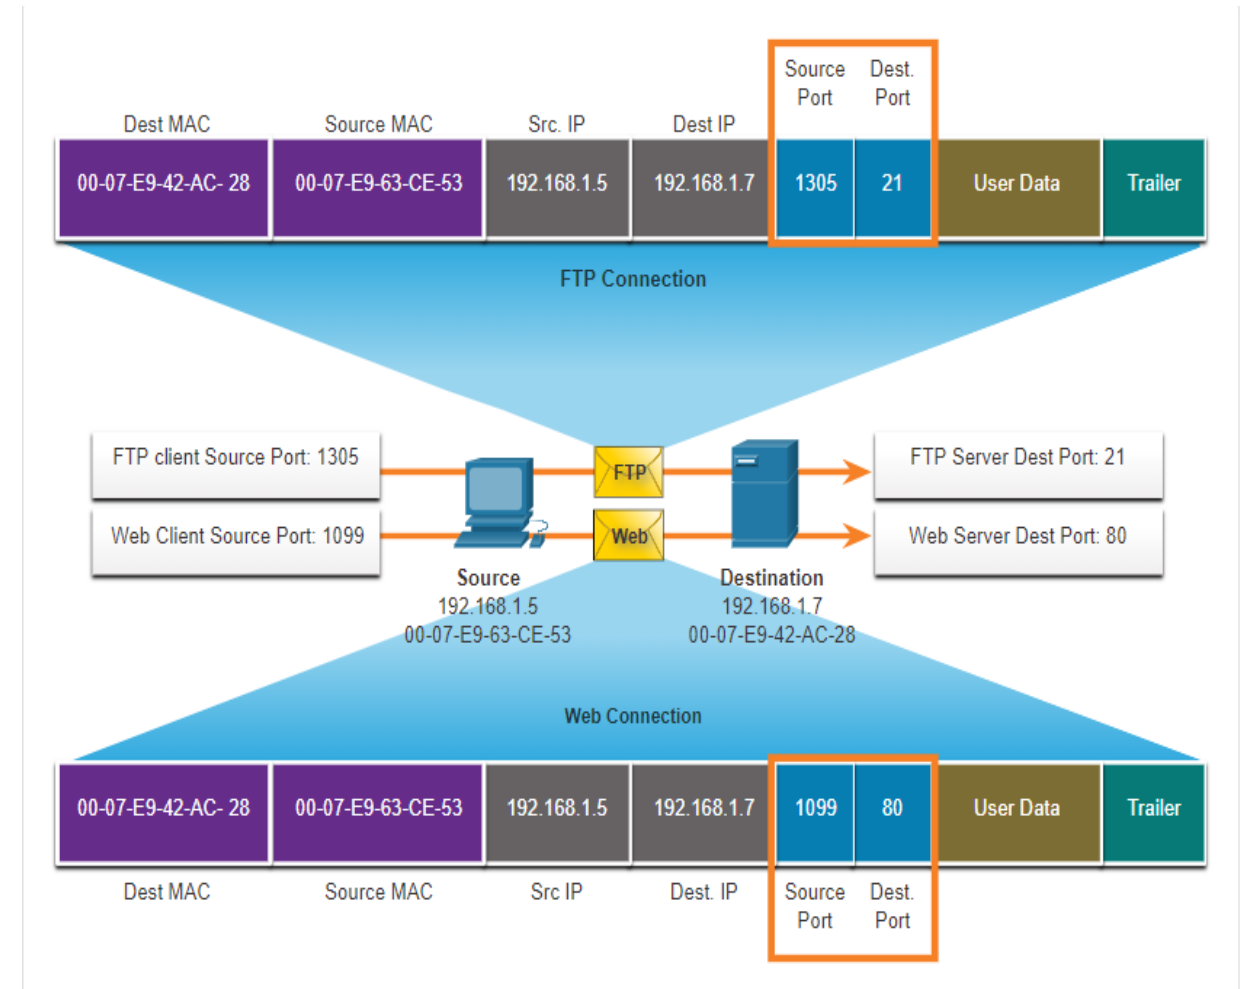 Source Dest.
Port Port
Dest MAC Source MAC Src. IP Dest IP
00-07-E9-42-AC- 28 00-07-E9-63-CE-53 192.168.1.5 192.168.1.7 1305 21 User Data Trailer
FTP Connection
FTP client Source Port: 1305 FTP FTP Server Dest Port: 21
Web Client Source Port: 1099 Web Web Server Dest Port: 80
Source Destination
192.168.1.5 192.168.1.7
00-07-E9-63-CE-53 00-07-E9-42-AC-28
Web Connection
00-07-E9-42-AC- 28 00-07-E9-63-CE-53 192.168.1.5 192.168.1.7 1099 80 User Data Trailer
Dest MAC Source MAC Src IP Dest. IP Source Dest.
Port Port